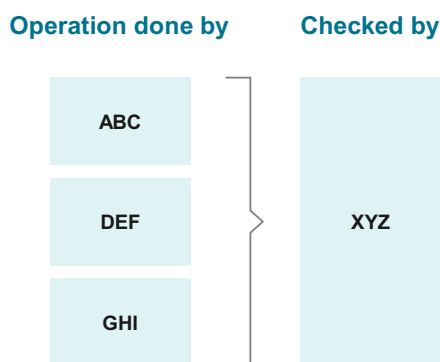 Operation done by
Checked by
ABC
DEF
XYZ
GHI